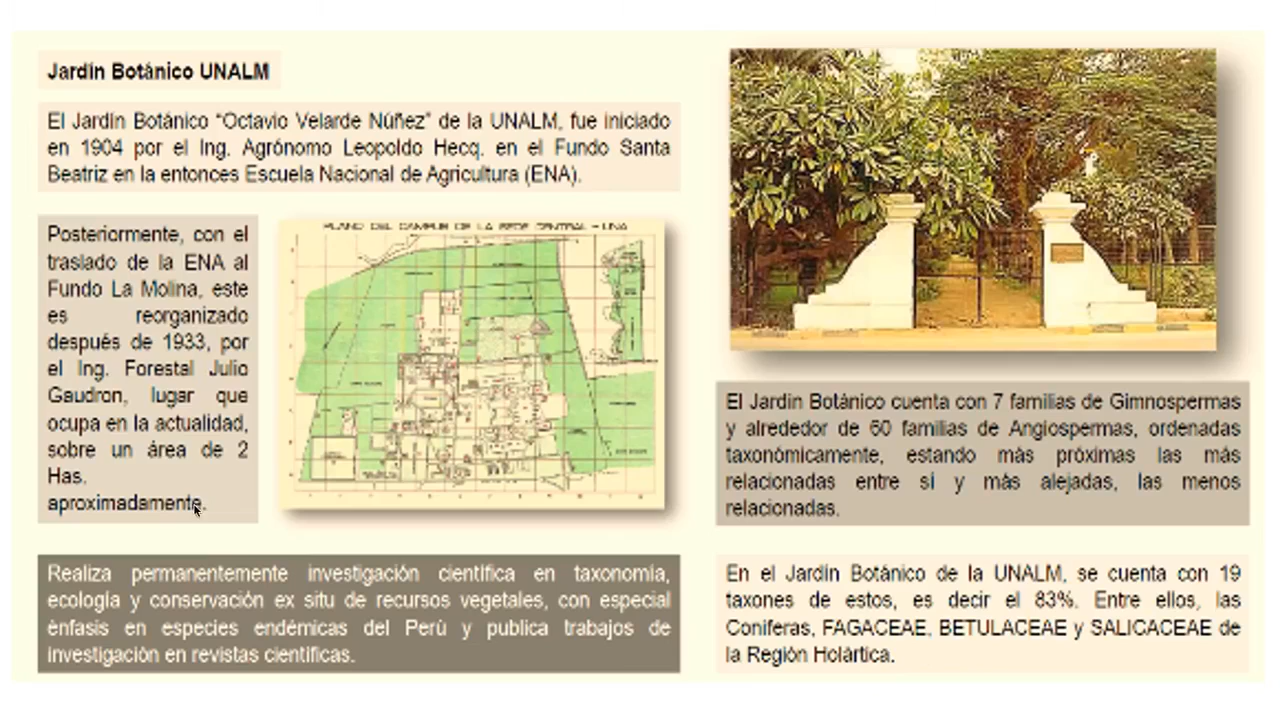 Jardín Botánico UNALM
El Jardín Botánico “Octavio Velarde Núñez” de la UNALM, fue iniciado
en 1904 por el Ing. Agrónomo Leopoldo Hecq. en el Fundo Santa
Beatriz en la entonces Escuela Nacional de Agricultura (ENA).
Posteriormente, con el
traslado de la ENA al
Fundo La Molina, este
es reorganizado
después de 1933, por
el Ing. Forestal Julio
Gaudron, lugar que
ocupa en la actualidad,
sobre un área de 2
Has.
aproximadamente.
PLANO DEL CAMPUS DE LA SEDE CENTRAL - UNA
Realiza permanentemente investigación científica en taxonomía,
ecología y conservación ex situ de recursos vegetales, con especial
énfasis en especies endémicas del Perú y publica trabajos de
investigación en revistas científicas.
El Jardín Botánico cuenta con 7 familias de Gimnospermas
y alrededor de 60 familias de Angiospermas, ordenadas
taxonómicamente, estando más próximas las más
relacionadas entre sí y más alejadas, las menos
relacionadas.
En el Jardín Botánico de la UNALM, se cuenta con 19
taxones de estos, es decir el 83%. Entre ellos, las
Coníferas, FAGACEAE, BETULACEAE y SALICACEAE de
la Región Holártica.